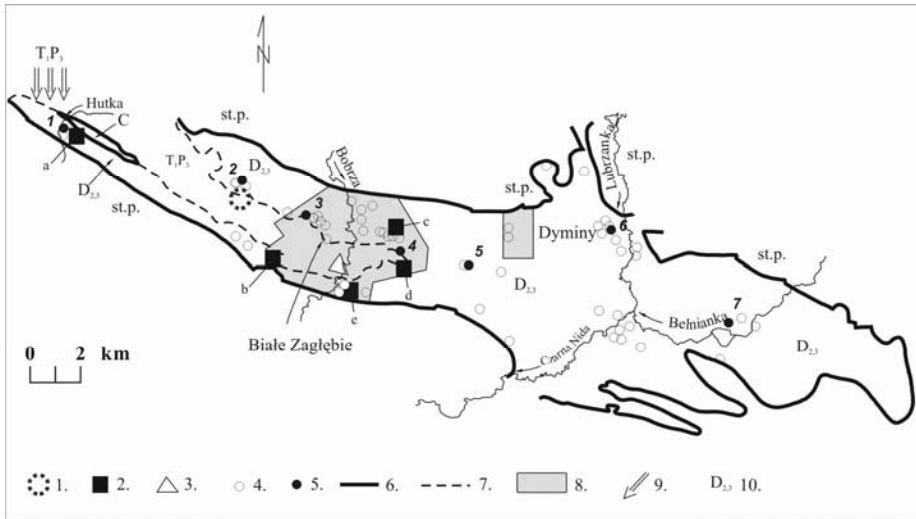 T₁P₃
N
Hutka
1
C
a
D₂,₃
st.p.
st.p.
T₁P₃
2
D₂,₃
Bobrza
3
c
4
b
d
e
5
st.p.
Dyminy
D₂,₃
Lubrzanka
st.p.
6
st.p.
7
Bełnianka
D₂,₃
Czarna Nida
Białe Zagłębie
0 2
km
1. 2. 3. 4. 5. 6. 7. 8. 9. D₂,₃ 10.